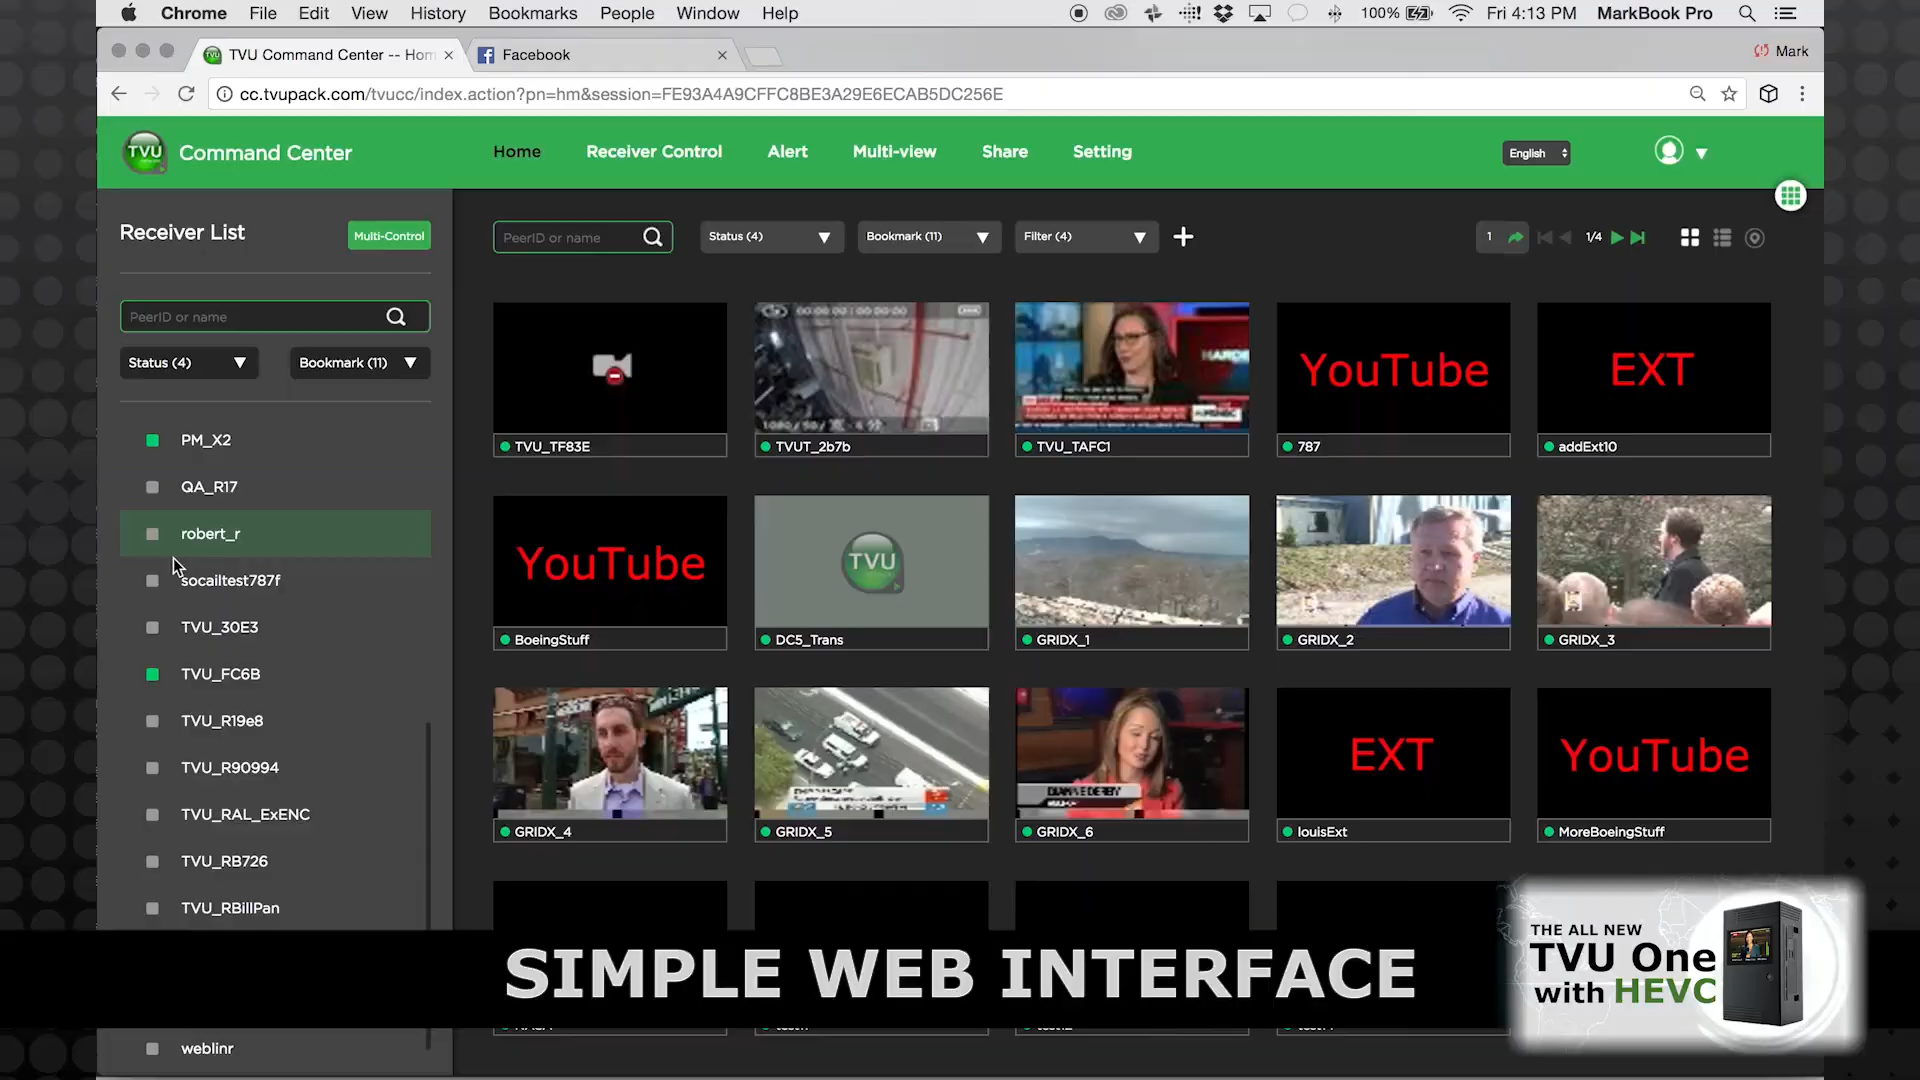 Chrome File Edit View History Bookmarks People Window Help 100% Fri 4:13 PM MarkBook Pro
TVU Command Center -- Hom × Facebook × Mark
cc.tvupack.com/tvucc/index.action?pn=hm&session=FE93A4A9CFFC8BE3A29E6ECAB5DC256E
TVU Command Center Home Receiver Control Alert Multi-view Share Setting English
Receiver List Multi-Control
PeerID or name Status (4) Bookmark (11) Filter (4) 1 1/4
PeerID or name
Status (4) Bookmark (11)
PM_X2
QA_R17
robert_r
socailtest787f
TVU_30E3
TVU_FC6B
TVU_R19e8
TVU_R90994
TVU_RAL_ExENC
TVU_RB726
TVU_RBillPan
weblinr
YouTube EXT
TVU_TF83E TVUT_2b7b TVU_TAFC1 787 addExt10
YouTube TVU
BoeingStuff DC5_Trans GRIDX_1 GRIDX_2 GRIDX_3
DIANNE DERBY
EXT YouTube
GRIDX_4 GRIDX_5 GRIDX_6 louisExt MoreBoeingStuff
SIMPLE WEB INTERFACE
THE ALL NEW
TVU One
with HEVC